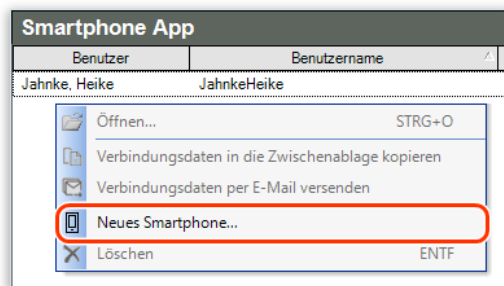 Smartphone App
Benutzer Benutzername
Jahnke, Heike JahnkeHeike
Öffnen... STRG+O
Verbindungsdaten in die Zwischenablage kopieren
Verbindungsdaten per E-Mail versenden
Neues Smartphone...
Löschen ENTF